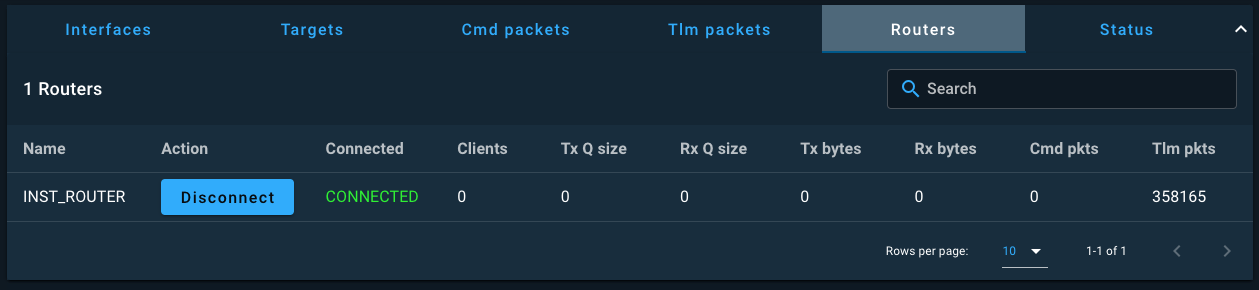 Interfaces Targets Cmd packets Tlm packets Routers Status
1 Routers Search
Name Action Connected Clients Tx Q size Rx Q size Tx bytes Rx bytes Cmd pkts Tlm pkts
INST_ROUTER Disconnect CONNECTED 0 0 0 0 0 0 358165
Rows per page: 10 1-1 of 1